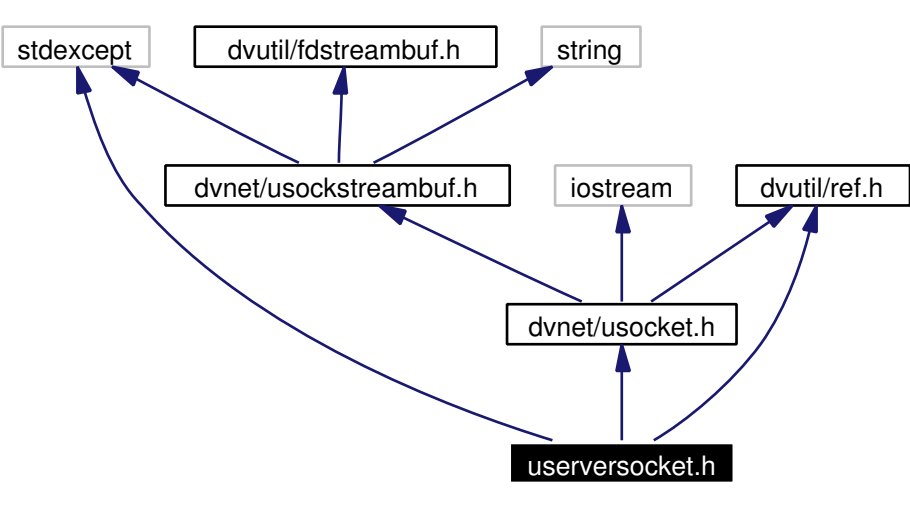 stdexcept
dvutil/fdstreambuf.h
string
dvnet/usockstreambuf.h
iostream
dvutil/ref.h
dvnet/usocket.h
userversocket.h